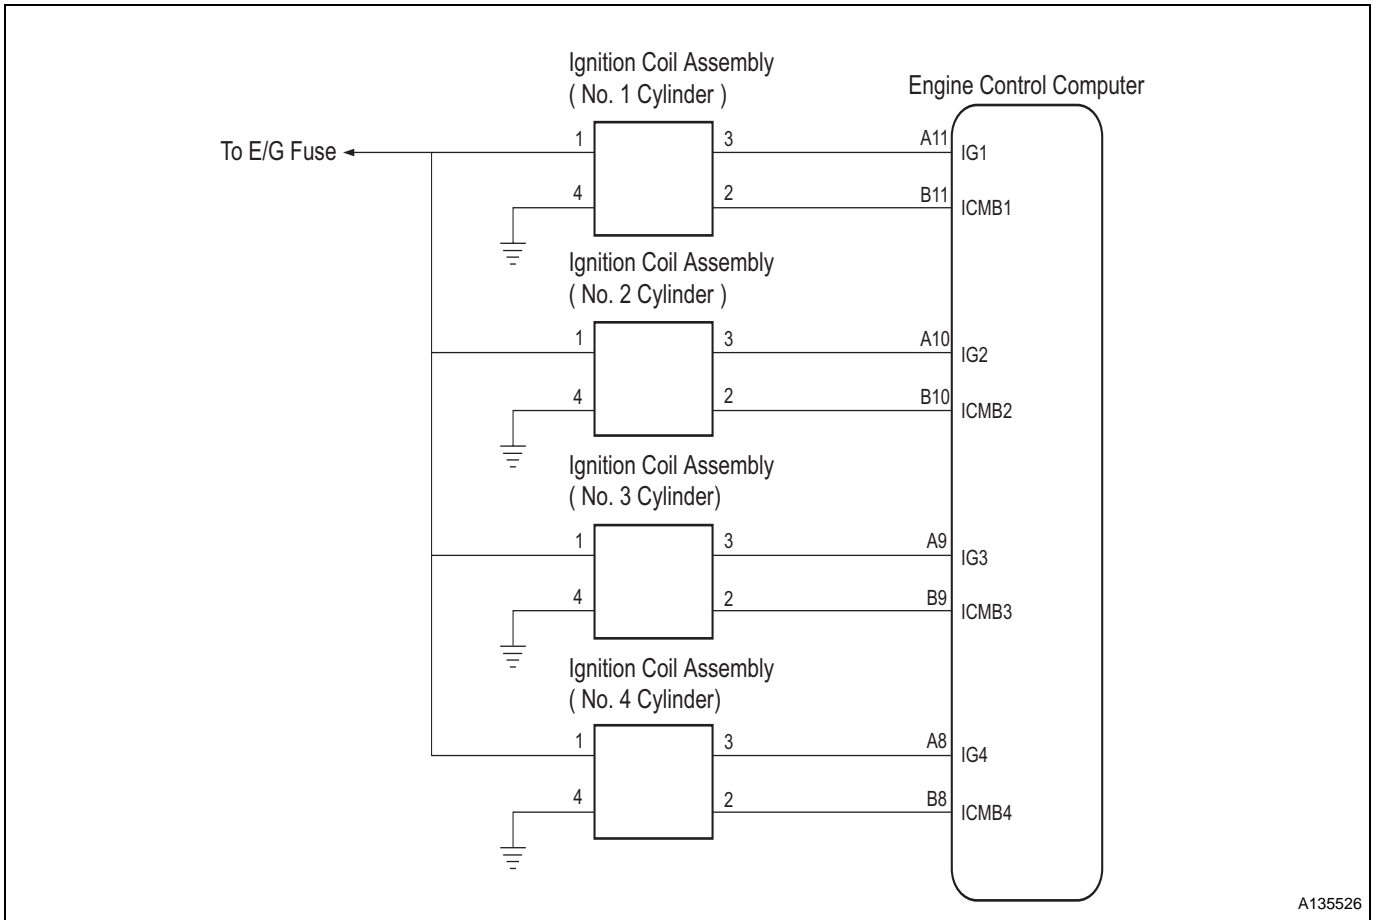 Ignition Coil Assembly
( No. 1 Cylinder )
Engine Control Computer
To E/G Fuse
1
3
A11
IG1
4
2
B11
ICMB1
Ignition Coil Assembly
( No. 2 Cylinder )
1
3
A10
IG2
4
2
B10
ICMB2
Ignition Coil Assembly
( No. 3 Cylinder)
1
3
A9
IG3
4
2
B9
ICMB3
Ignition Coil Assembly
( No. 4 Cylinder)
1
3
A8
IG4
4
2
B8
ICMB4
A135526